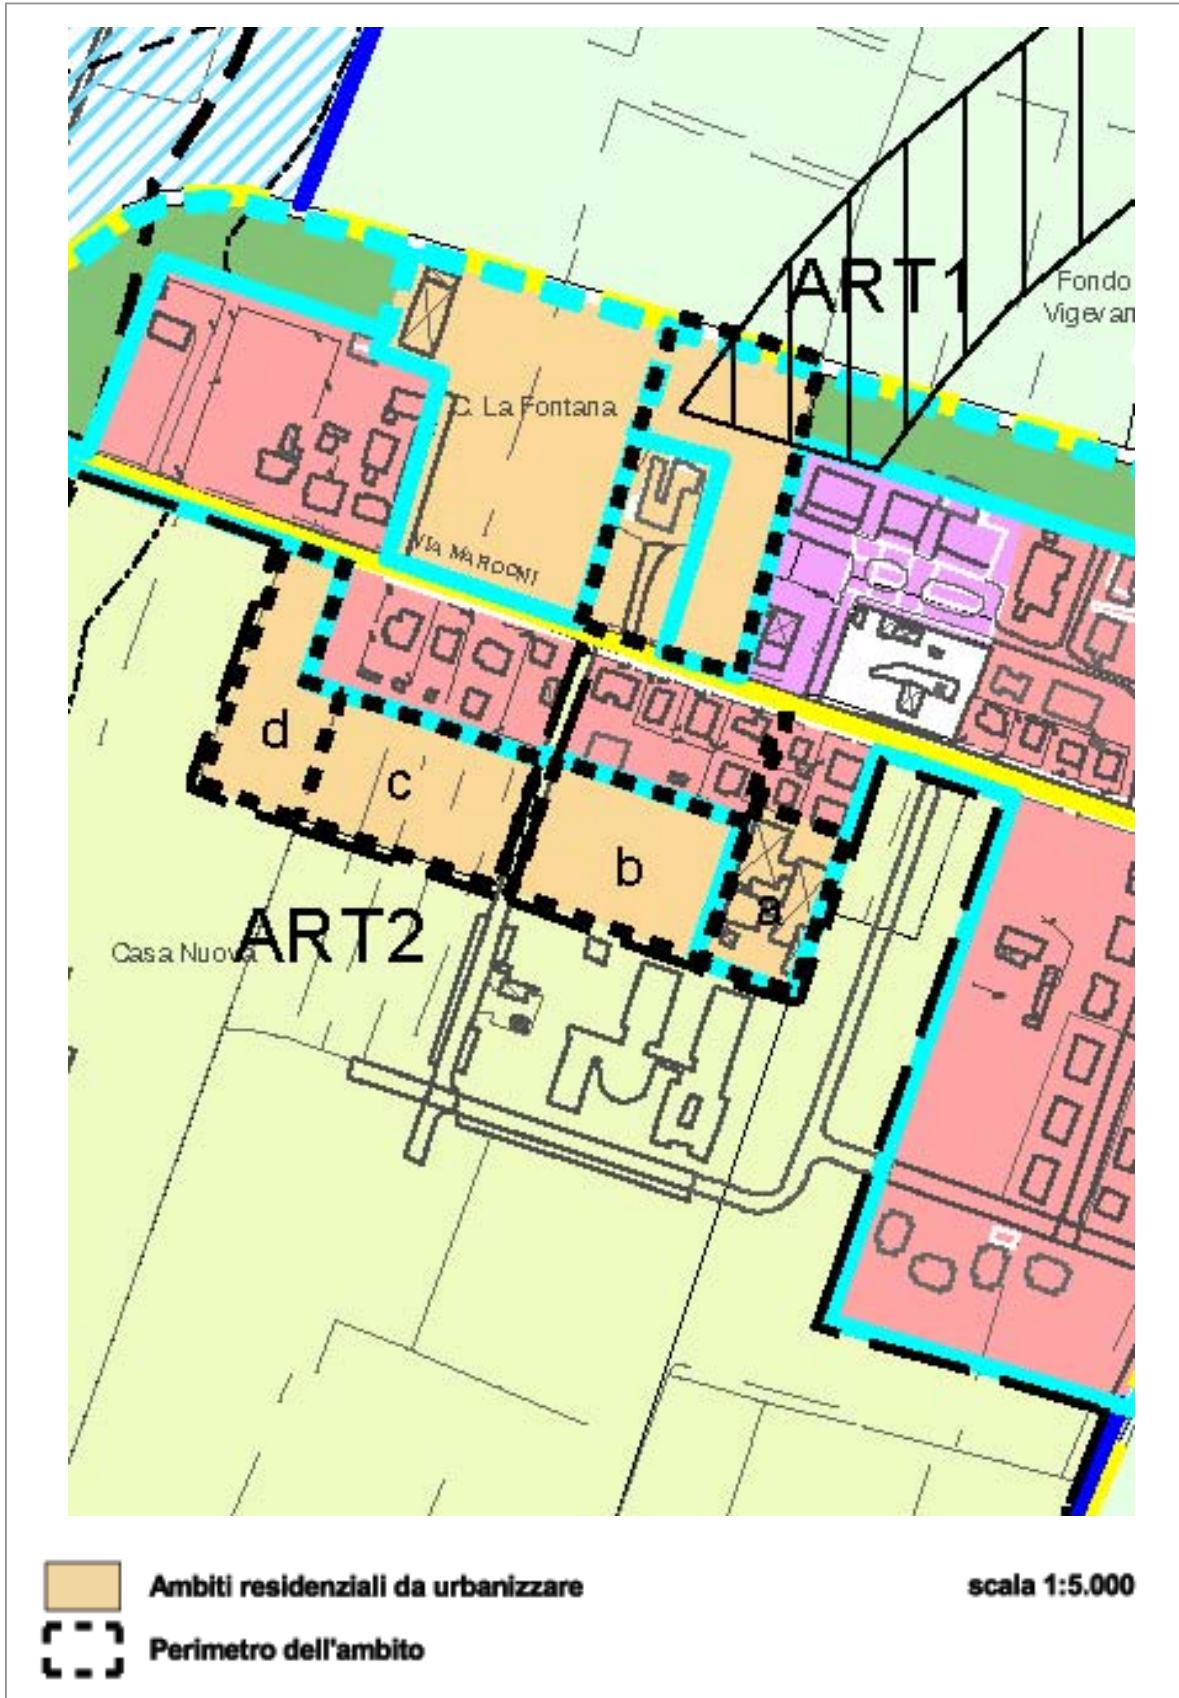 ART1
Fondo
Vigevan
C. La Fontana
VIA MAROCNI
d
c
b
a
ART2
Casa Nuova
Ambiti residenziali da urbanizzare
scala 1:5.000
Perimetro dell'ambito